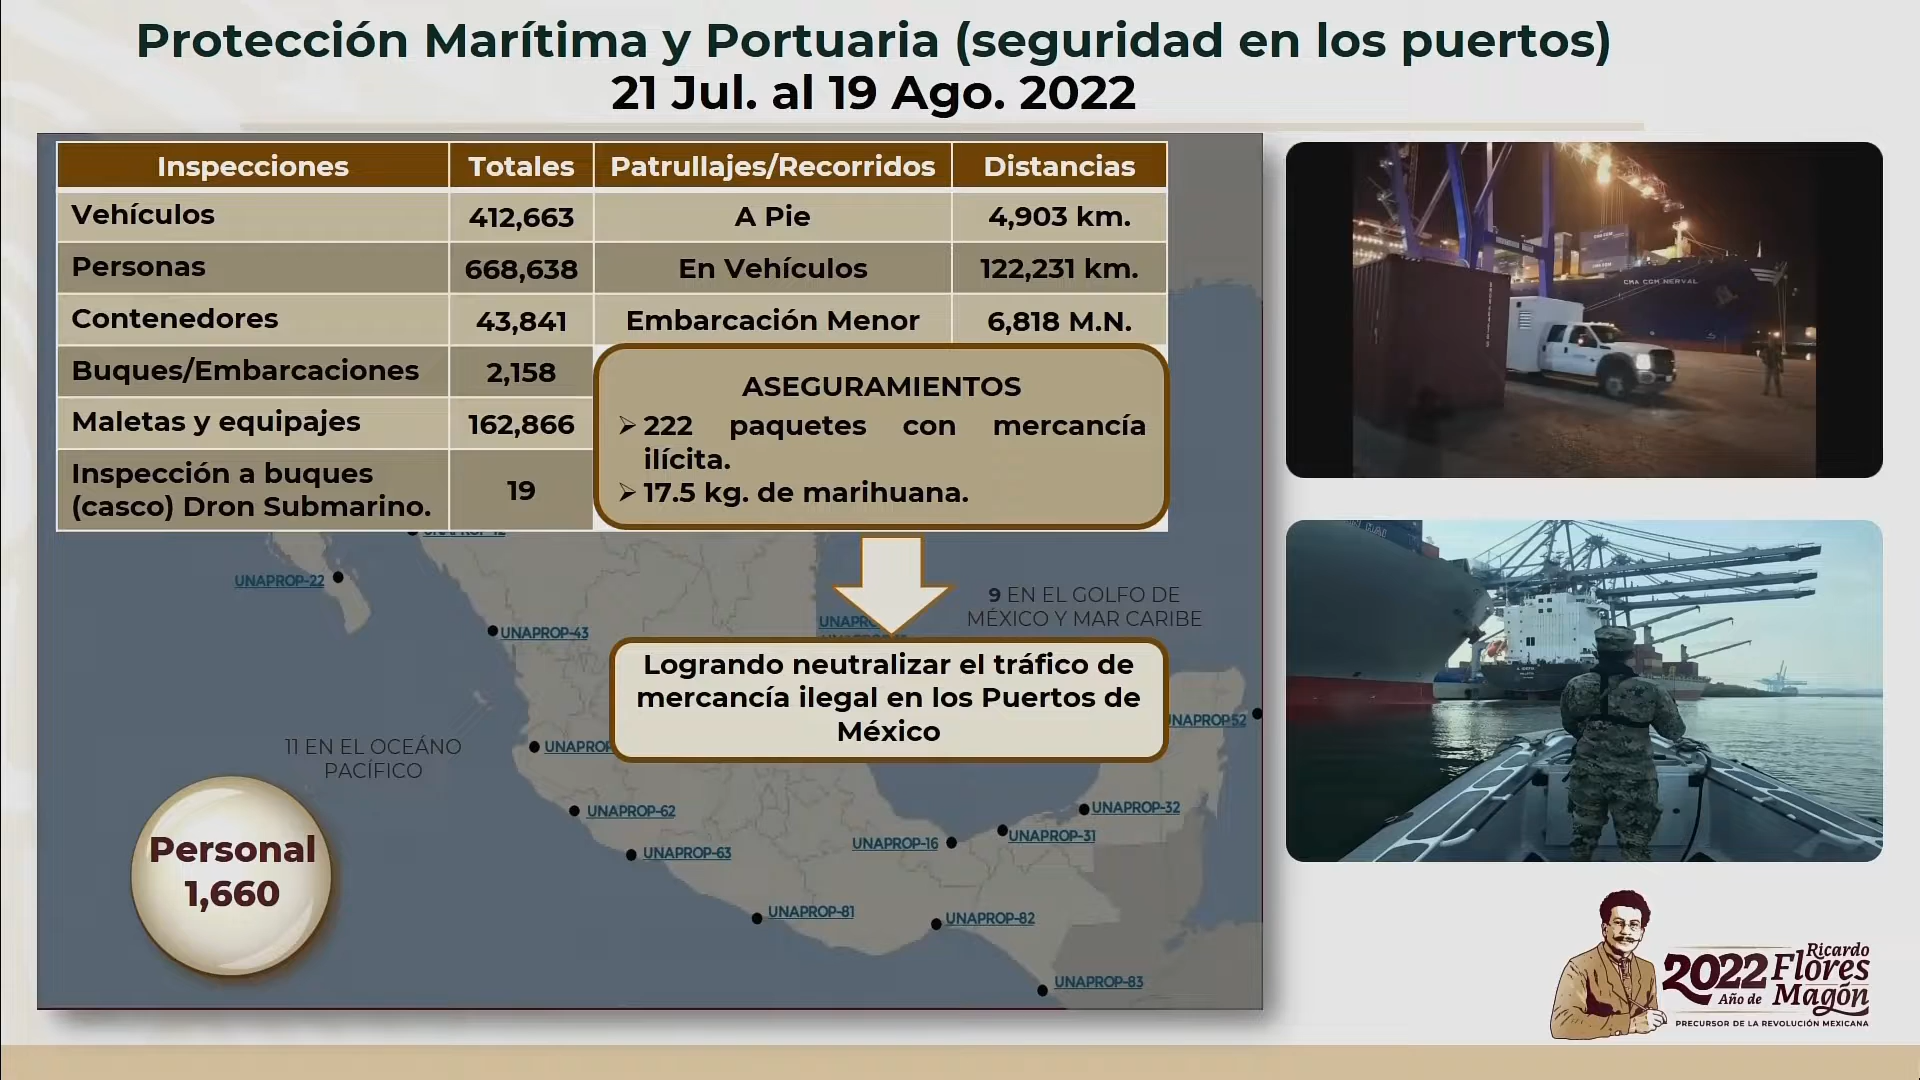 Protección Marítima y Portuaria (seguridad en los puertos)
21 Jul. al 19 Ago. 2022
Inspecciones Totales Patrullajes/Recorridos Distancias
Vehículos 412,663 A Pie 4,903 km.
Personas 668,638 En Vehículos 122,231 km.
Contenedores 43,841 Embarcación Menor 6,818 M.N.
Buques/Embarcaciones 2,158
Maletas y equipajes 162,866
Inspección a buques
(casco) Dron Submarino. 19
ASEGURAMIENTOS
➢ 222 paquetes con mercancía
ilícita.
➢ 17.5 kg. de marihuana.
UNAPROP-22
UNAPROP-43
9 EN EL GOLFO DE
MÉXICO Y MAR CARIBE
Logrando neutralizar el tráfico de
mercancía ilegal en los Puertos de
México
UNAPROP52
11 EN EL OCEÁNO
PACÍFICO
UNAPROP-62
UNAPROP-63
UNAPROP-16
UNAPROP-31
UNAPROP-32
UNAPROP-81
UNAPROP-82
UNAPROP-83
Personal
1,660
CMA CGM NERVAL
2022 Ricardo
Flores
Año de Magón
PRECURSOR DE LA REVOLUCIÓN MEXICANA